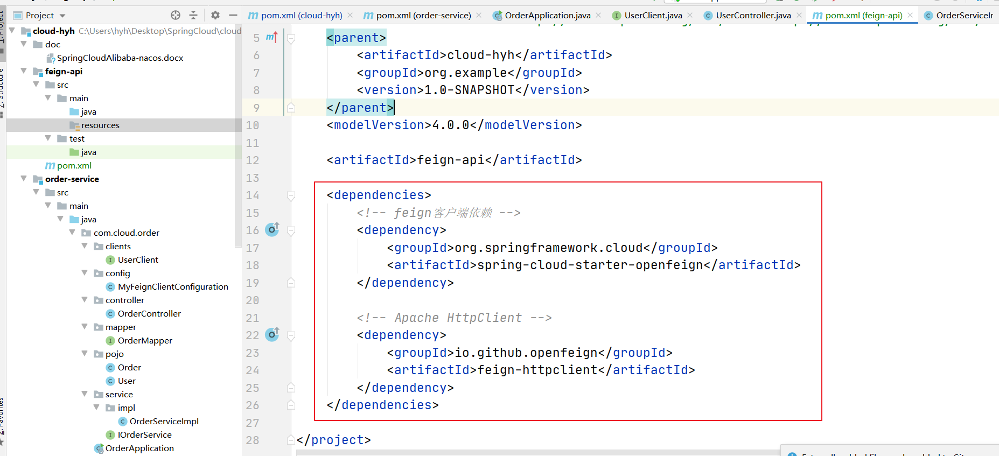 Project
pom.xml (cloud-hyh)
pom.xml (order-service)
OrderApplication.java
UserClient.java
UserController.java
pom.xml (feign-api)
OrderServiceIr
cloud-hyh C:\Users\hyh\Desktop\SpringCloud\cloud
doc
SpringCloudAlibaba-nacos.docx
feign-api
src
main
java
resources
test
java
pom.xml
order-service
src
main
java
com.cloud.order
clients
UserClient
config
MyFeignClientConfiguration
controller
OrderController
mapper
OrderMapper
pojo
Order
User
service
impl
OrderServiceImpl
IOrderService
OrderApplication
5 <parent>
6 <artifactId>cloud-hyh</artifactId>
7 <groupId>org.example</groupId>
8 <version>1.0-SNAPSHOT</version>
9 </parent>
10 <modelVersion>4.0.0</modelVersion>
11
12 <artifactId>feign-api</artifactId>
13
14 <dependencies>
15 <!-- feign客户端依赖 -->
16 <dependency>
17 <groupId>org.springframework.cloud</groupId>
18 <artifactId>spring-cloud-starter-openfeign</artifactId>
19 </dependency>
20
21 <!-- Apache HttpClient -->
22 <dependency>
23 <groupId>io.github.openfeign</groupId>
24 <artifactId>feign-httpclient</artifactId>
25 </dependency>
26 </dependencies>
27
28 </project>